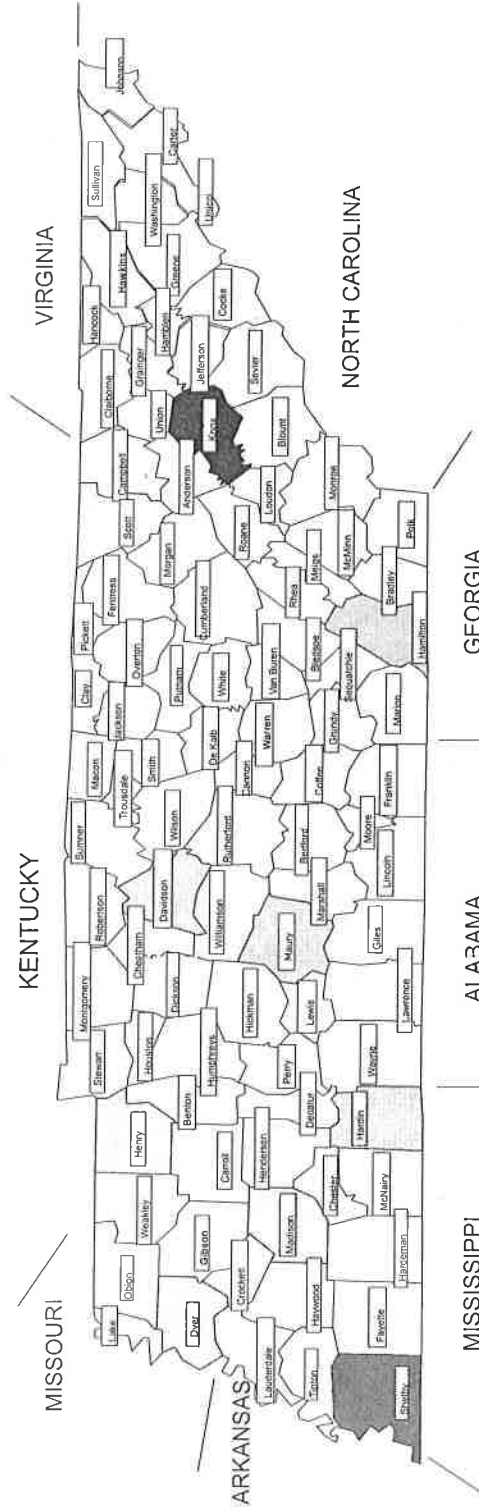 KENTUCKY
VIRGINIA
MISSOURI
ARKANSAS
NORTH CAROLINA
MISSISSIPPI
ALABAMA
GEORGIA
Lake
Obion
Weakley
Henry
Stewart
Montgomery
Robertson
Sumner
Macon
Clay
Pickett
Fentress
Scott
Campbell
Claiborne
Hancock
Hawkins
Sullivan
Johnson
Dyer
Gibson
Carroll
Benton
Houston
Humphreys
Dickson
Cheatham
Davidson
Wilson
Trousdale
Smith
Jackson
Overton
Putnam
Morgan
Anderson
Union
Grainger
Hamblen
Greene
Washington
Carter
Unicoi
Lauderdale
Crockett
Madison
Henderson
Decatur
Perry
Hickman
Lewis
Maury
Williamson
Rutherford
Cannon
De Kalb
White
Cumberland
Roane
Loudon
Knox
Jefferson
Sevier
Cocke
Blount
Tipton
Haywood
Chester
Hardin
Wayne
Lawrence
Giles
Marshall
Bedford
Coffee
Warren
Van Buren
Grundy
Bledsoe
Sequatchie
Rhea
Meigs
McMinn
Monroe
Shelby
Fayette
Hardeman
McNairy
Lincoln
Moore
Franklin
Marion
Hamilton
Bradley
Polk